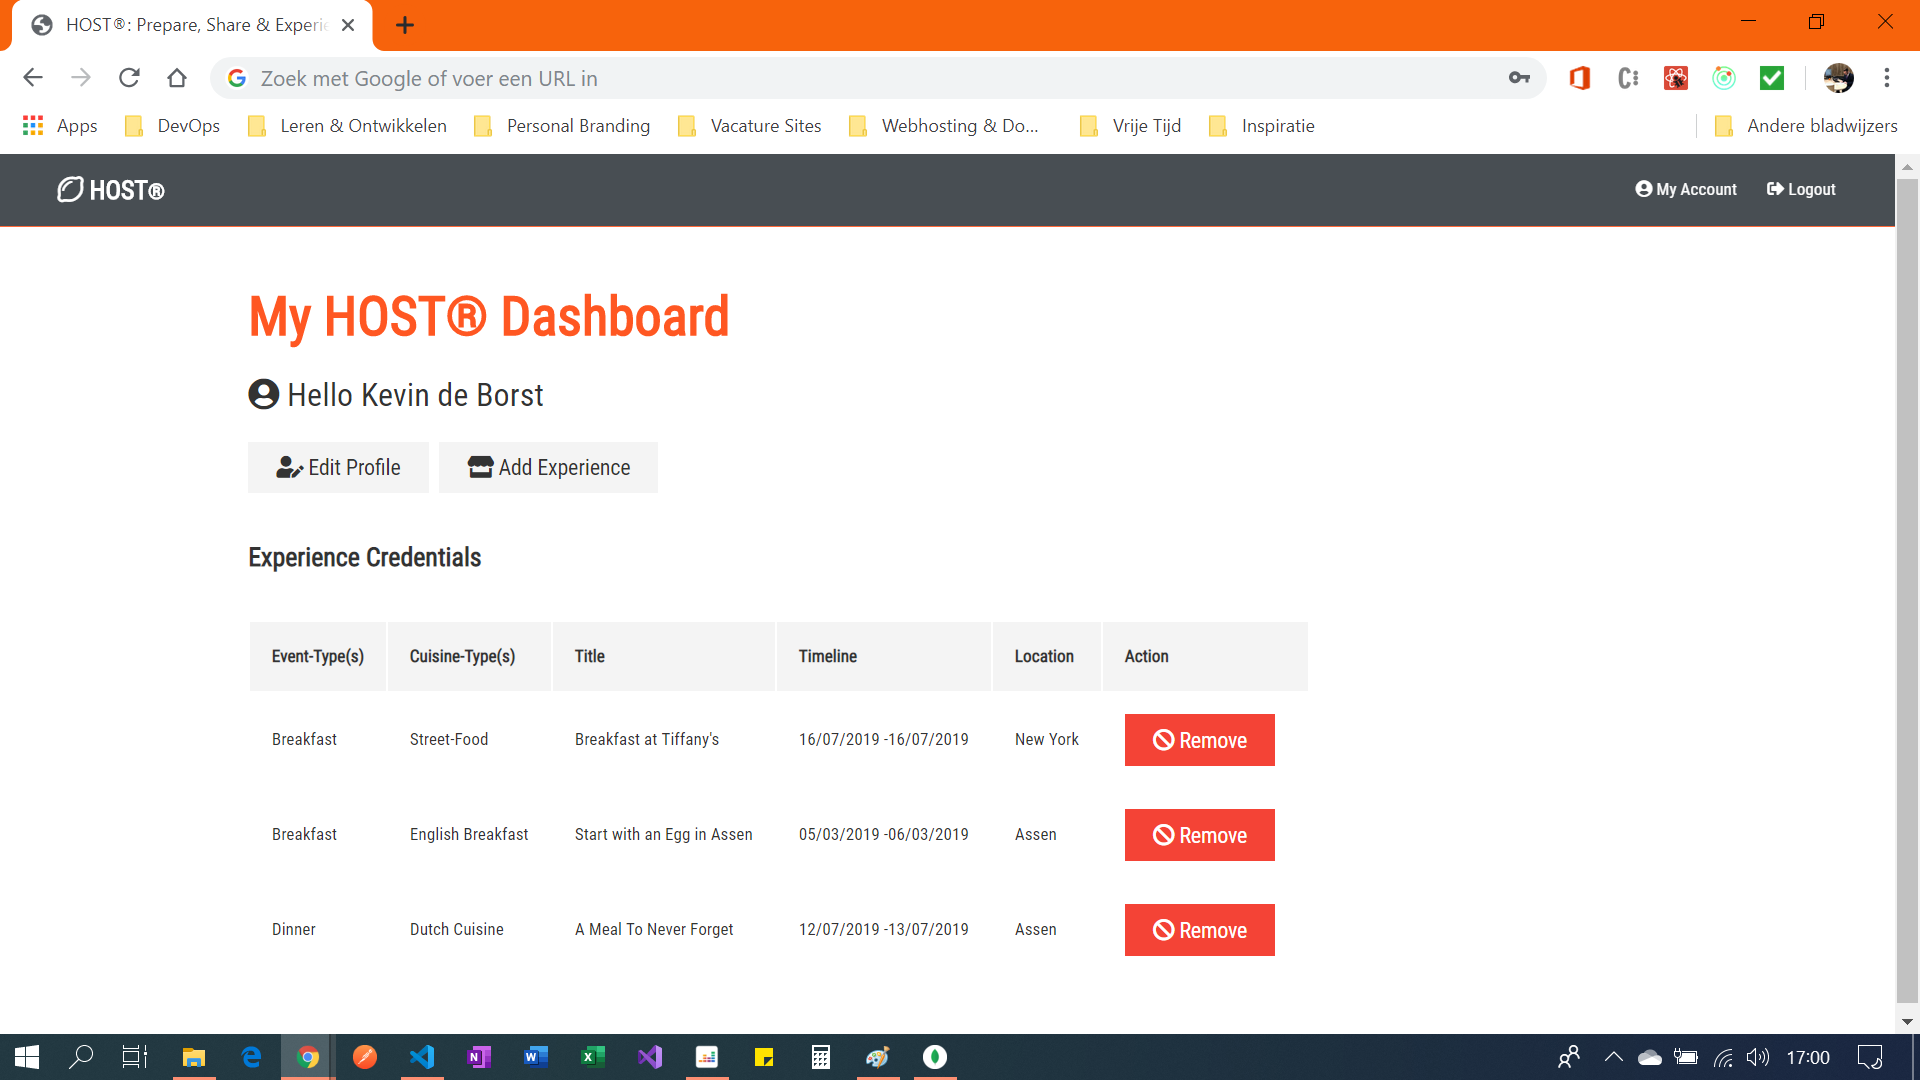 HOST®: Prepare, Share & Experie
Zoek met Google of voer een URL in
Apps DevOps Leren & Ontwikkelen Personal Branding Vacature Sites Webhosting & Do... Vrije Tijd Inspiratie Andere bladwijzers
HOST® My Account Logout
My HOST® Dashboard
Hello Kevin de Borst
Edit Profile Add Experience
Experience Credentials
Event-Type(s) Cuisine-Type(s) Title Timeline Location Action
Breakfast Street-Food Breakfast at Tiffany's 16/07/2019 -16/07/2019 New York Remove
Breakfast English Breakfast Start with an Egg in Assen 05/03/2019 -06/03/2019 Assen Remove
Dinner Dutch Cuisine A Meal To Never Forget 12/07/2019 -13/07/2019 Assen Remove
17:00